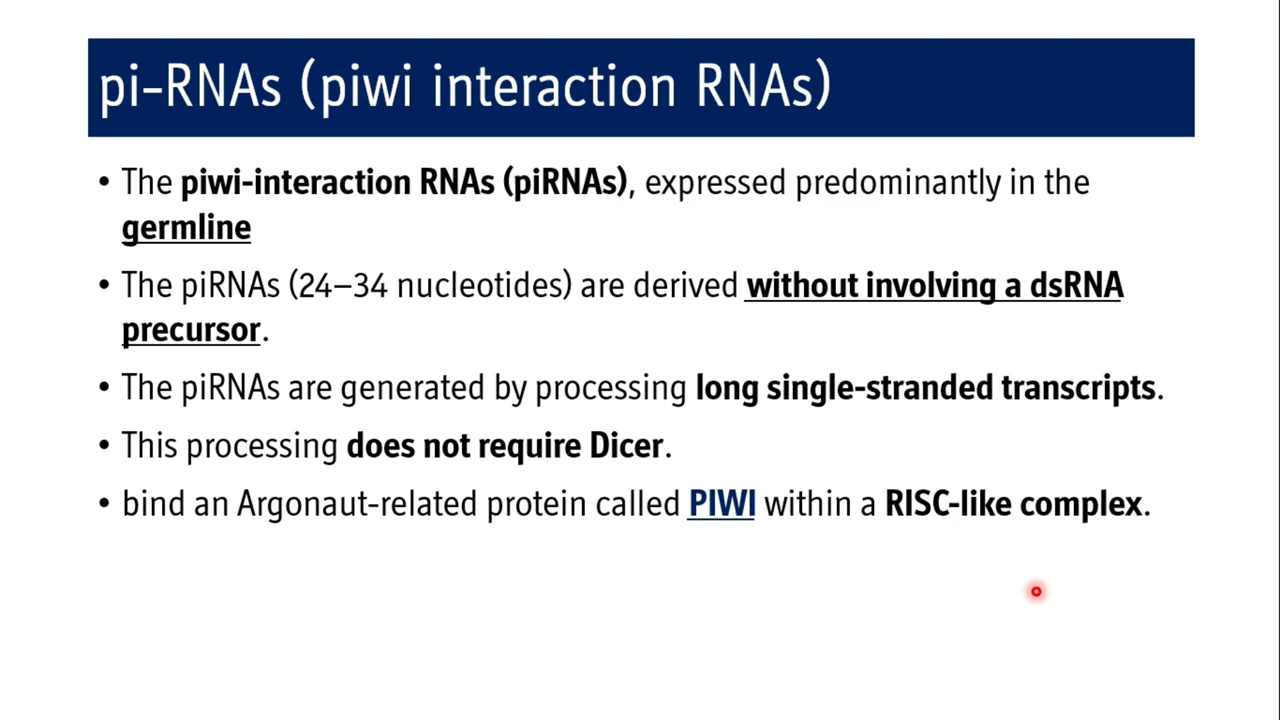 pi-RNAs (piwi interaction RNAs)
• The piwi-interaction RNAs (piRNAs), expressed predominantly in the
germline
• The piRNAs (24–34 nucleotides) are derived without involving a dsRNA
precursor.
• The piRNAs are generated by processing long single-stranded transcripts.
• This processing does not require Dicer.
• bind an Argonaut-related protein called PIWI within a RISC-like complex.